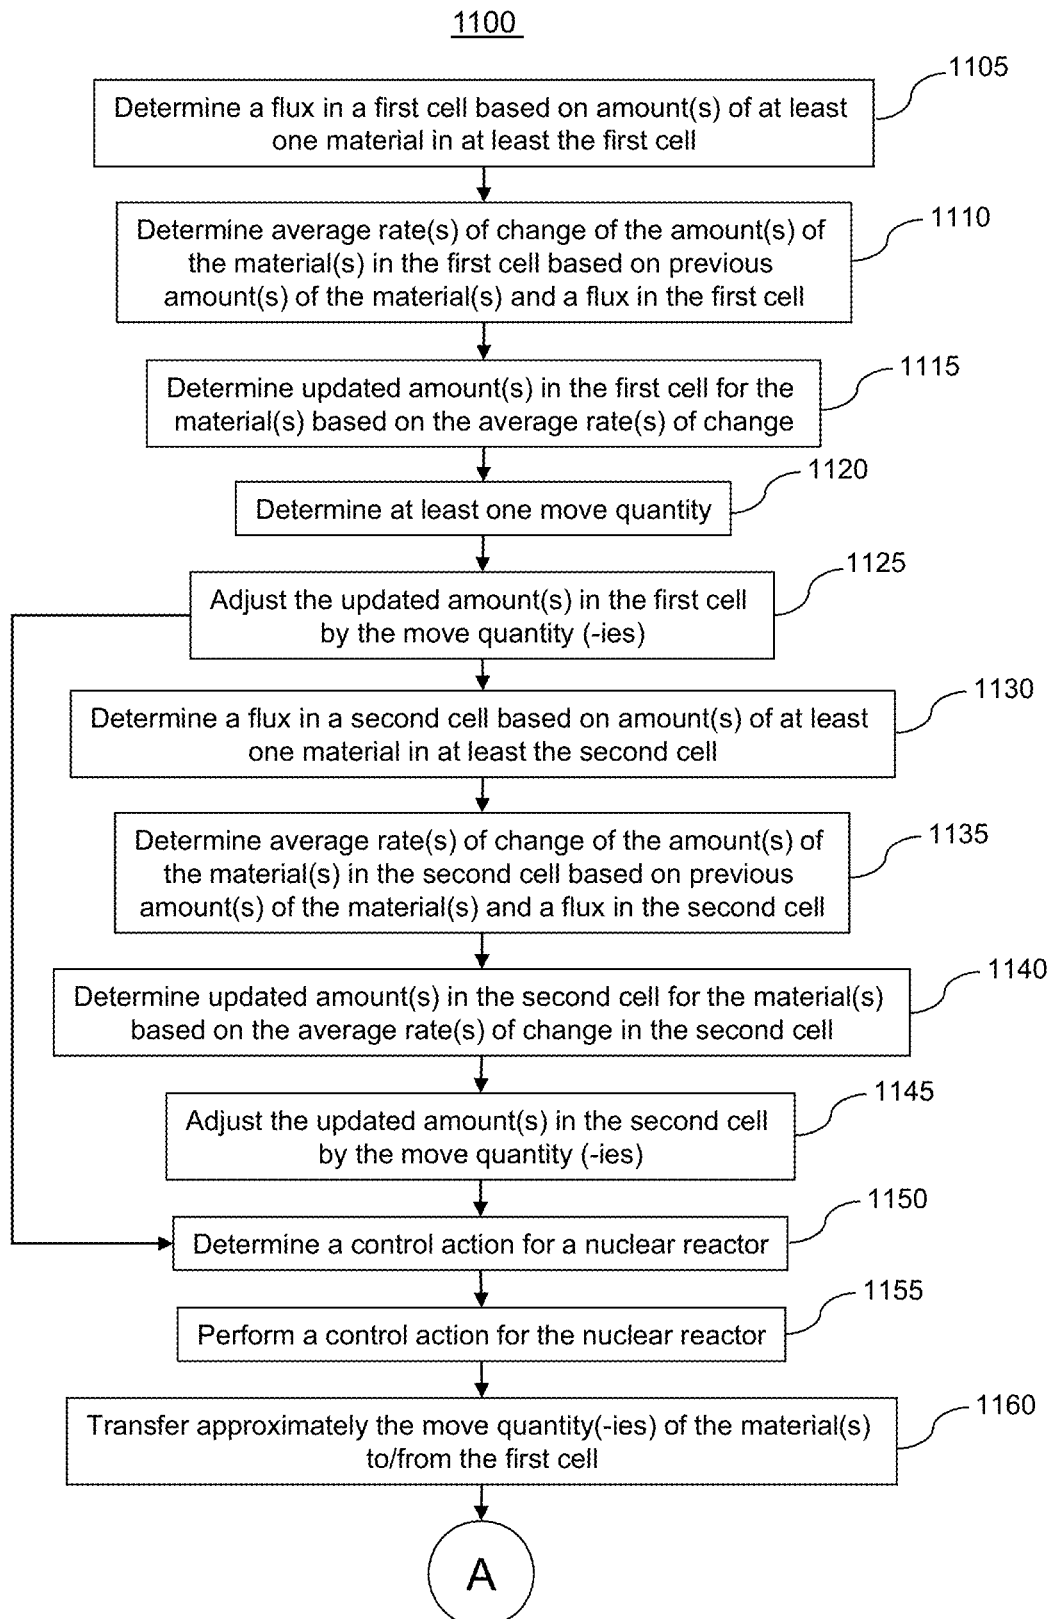 1100
1105
Determine a flux in a first cell based on amount(s) of at least
one material in at least the first cell
1110
Determine average rate(s) of change of the amount(s) of
the material(s) in the first cell based on previous
amount(s) of the material(s) and a flux in the first cell
1115
Determine updated amount(s) in the first cell for the
material(s) based on the average rate(s) of change
1120
Determine at least one move quantity
1125
Adjust the updated amount(s) in the first cell
by the move quantity (-ies)
1130
Determine a flux in a second cell based on amount(s) of at least
one material in at least the second cell
1135
Determine average rate(s) of change of the amount(s) of
the material(s) in the second cell based on previous
amount(s) of the material(s) and a flux in the second cell
1140
Determine updated amount(s) in the second cell for the material(s)
based on the average rate(s) of change in the second cell
1145
Adjust the updated amount(s) in the second cell
by the move quantity (-ies)
1150
Determine a control action for a nuclear reactor
1155
Perform a control action for the nuclear reactor
1160
Transfer approximately the move quantity(-ies) of the material(s)
to/from the first cell
A